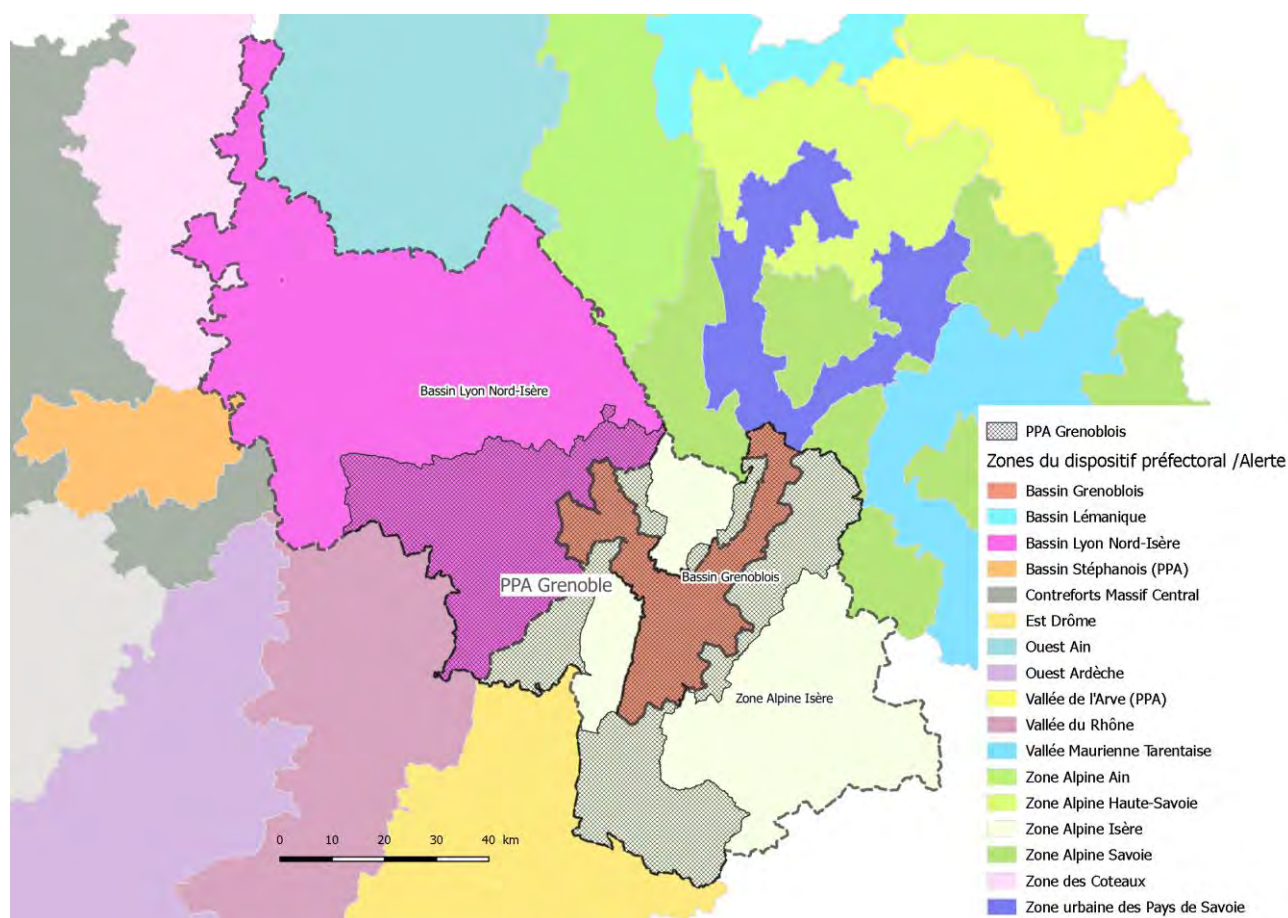 Bassin Lyon Nord-Isère
PPA Grenoble
Bassin Grenoblois
Zone Alpine Isère
0 10 20 30 40 km
PPA Grenoblois
Zones du dispositif préfectoral /Alerte
Bassin Grenoblois
Bassin Lémanique
Bassin Lyon Nord-Isère
Bassin Stéphanois (PPA)
Contreforts Massif Central
Est Drôme
Ouest Ain
Ouest Ardèche
Vallée de l'Arve (PPA)
Vallée du Rhône
Vallée Maurienne Tarentaise
Zone Alpine Ain
Zone Alpine Haute-Savoie
Zone Alpine Isère
Zone Alpine Savoie
Zone des Coteaux
Zone urbaine des Pays de Savoie